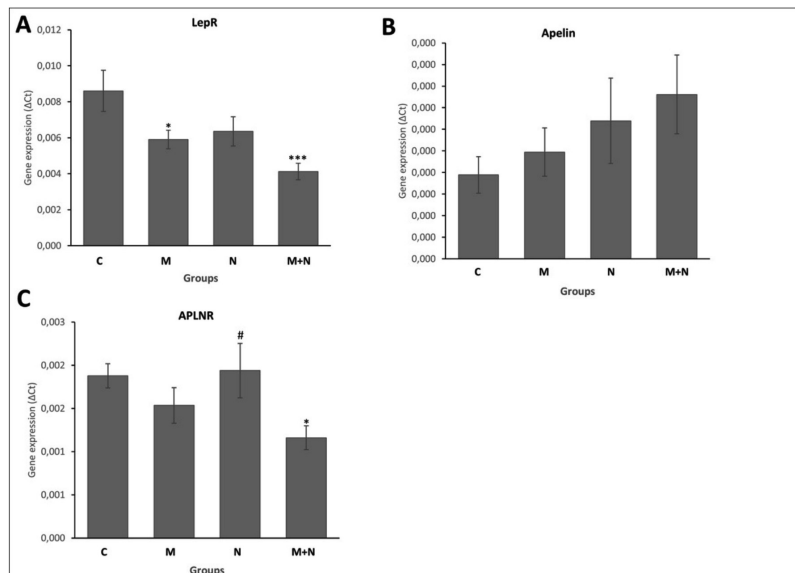 A
LepR
Gene expression (ΔCt)
0,012
0,010
0,008
0,006
0,004
0,002
0,000
*
***
C M N M+N
Groups
B
Apelin
Gene expression (ΔCt)
0,000
0,000
0,000
0,000
0,000
0,000
0,000
0,000
0,000
0,000
0,000
C M N M+N
Groups
C
APLNR
Gene expression (ΔCt)
0,003
0,002
0,002
0,001
0,001
0,000
#
*
C M N M+N
Groups